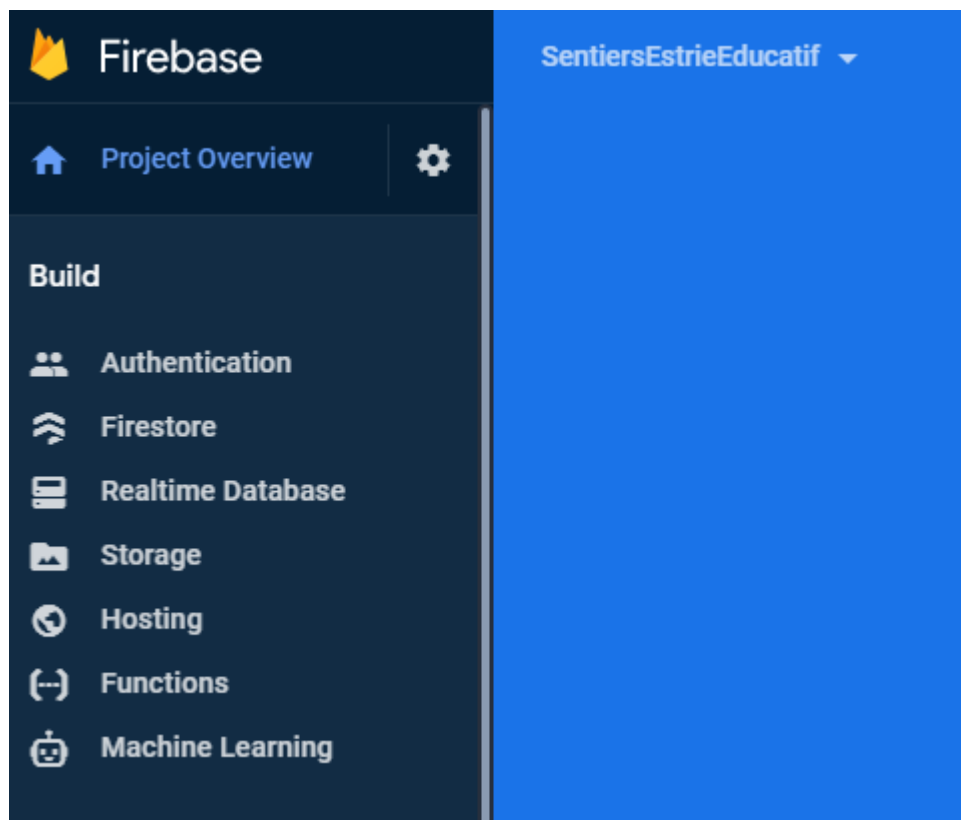 Firebase
SentiersEstrieEducatif
Project Overview
Build
Authentication
Firestore
Realtime Database
Storage
Hosting
Functions
Machine Learning